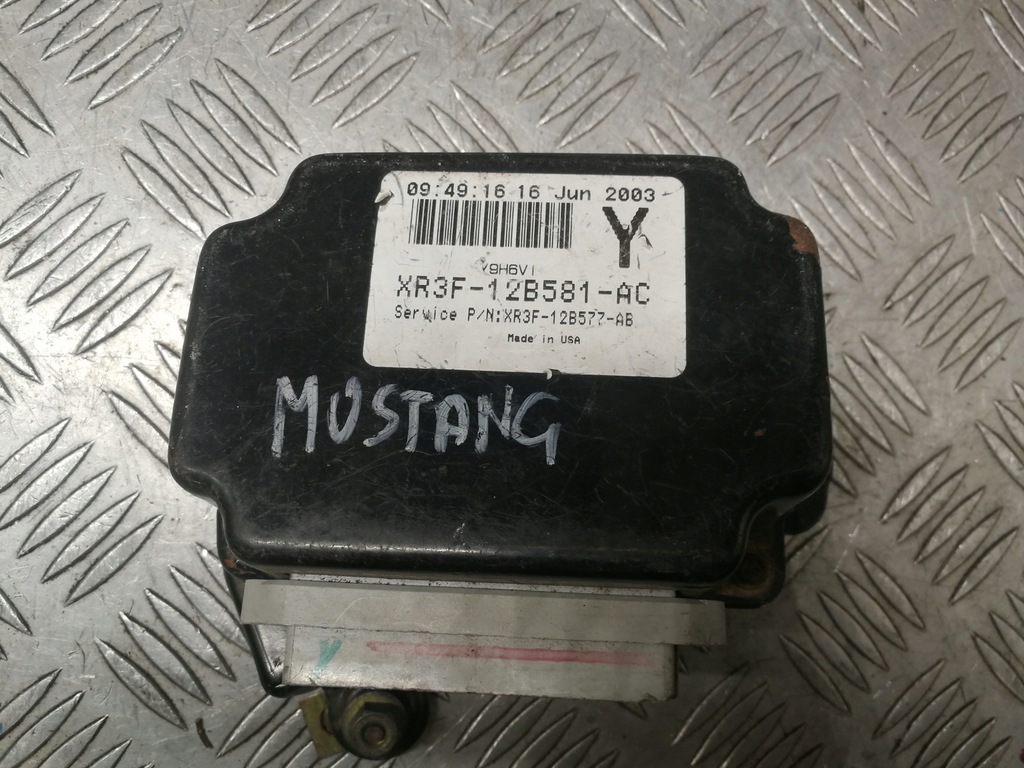 09:49:16 16 Jun 2003
Y
Y9H6VI
XR3F-12B581-AC
Service P/N:XR3F-12B577-AB
Made in USA
MUSTANG